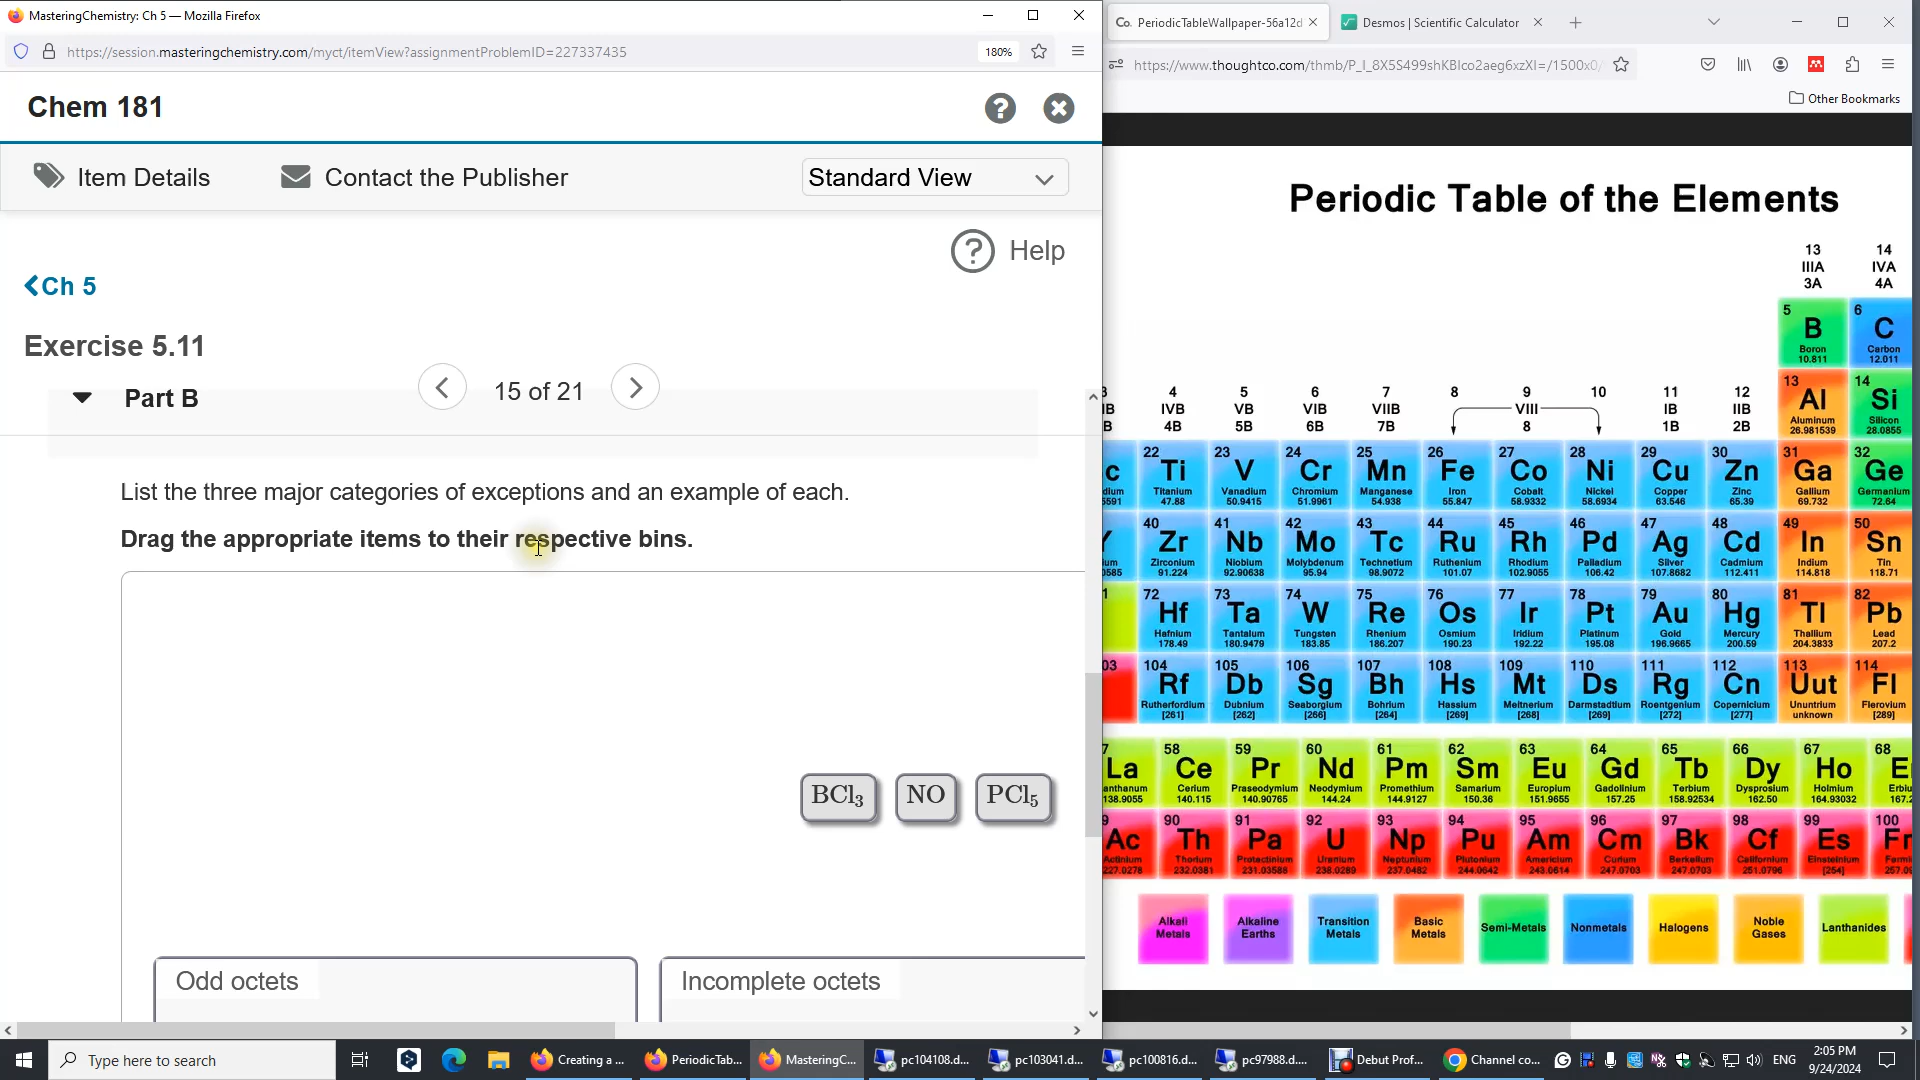 MasteringChemistry: Ch 5 — Mozilla Firefox
https://session.masteringchemistry.com/myct/itemView?assignmentProblemID=227337435
180%
Chem 181
Item Details
Contact the Publisher
Standard View
Help
Ch 5
Exercise 5.11
15 of 21
Part B
List the three major categories of exceptions and an example of each.
Drag the appropriate items to their respective bins.
BCl3
NO
PCl5
Odd octets
Incomplete octets
PeriodicTableWallpaper-56a12d
Desmos | Scientific Calculator
https://www.thoughtco.com/thmb/P_I_8X5S499shKBIco2aeg6xzXI=/1500x0/
Other Bookmarks
Periodic Table of the Elements
13 14
IIIA IVA
3A 4A
5 B Boron 10.811
6 C Carbon 12.011
13 Al Aluminum 26.981539
14 Si Silicon 28.0855
4 5 6 7 8 9 10 11 12
IVB VB VIB VIIB VIII IB IIB
4B 5B 6B 7B 8 1B 2B
22 Ti Titanium 47.88
23 V Vanadium 50.9415
24 Cr Chromium 51.9961
25 Mn Manganese 54.938
26 Fe Iron 55.847
27 Co Cobalt 58.9332
28 Ni Nickel 58.6934
29 Cu Copper 63.546
30 Zn Zinc 65.39
31 Ga Gallium 69.732
32 Ge Germanium 72.64
40 Zr Zirconium 91.224
41 Nb Niobium 92.90638
42 Mo Molybdenum 95.94
43 Tc Technetium 98.9072
44 Ru Ruthenium 101.07
45 Rh Rhodium 102.9055
46 Pd Palladium 106.42
47 Ag Silver 107.8682
48 Cd Cadmium 112.411
49 In Indium 114.818
50 Sn Tin 118.71
72 Hf Hafnium 178.49
73 Ta Tantalum 180.9479
74 W Tungsten 183.85
75 Re Rhenium 186.207
76 Os Osmium 190.23
77 Ir Iridium 192.22
78 Pt Platinum 195.08
79 Au Gold 196.9665
80 Hg Mercury 200.59
81 Tl Thallium 204.3833
82 Pb Lead 207.2
104 Rf Rutherfordium [261]
105 Db Dubnium [262]
106 Sg Seaborgium [266]
107 Bh Bohrium [264]
108 Hs Hassium [269]
109 Mt Meitnerium [268]
110 Ds Darmstadtium [269]
111 Rg Roentgenium [272]
112 Cn Copernicium [277]
113 Uut Ununtrium unknown
114 Fl Flerovium [289]
La 138.9055
58 Ce Cerium 140.115
59 Pr Praseodymium 140.90765
60 Nd Neodymium 144.24
61 Pm Promethium 144.9127
62 Sm Samarium 150.36
63 Eu Europium 151.9655
64 Gd Gadolinium 157.25
65 Tb Terbium 158.92534
66 Dy Dysprosium 162.50
67 Ho Holmium 164.93032
68
Ac Actinium 227.0278
90 Th Thorium 232.0381
91 Pa Protactinium 231.03588
92 U Uranium 238.0289
93 Np Neptunium 237.0482
94 Pu Plutonium 244.0642
95 Am Americium 243.0614
96 Cm Curium 247.0703
97 Bk Berkelium 247.0703
98 Cf Californium 251.0796
99 Es Einsteinium [254]
100
Alkali Metals
Alkaline Earths
Transition Metals
Basic Metals
Semi-Metals
Nonmetals
Halogens
Noble Gases
Lanthanides
Type here to search
Creating a ...
PeriodicTab...
MasteringC...
pc104108.d...
pc103041.d...
pc100816.d...
pc97988.d....
Debut Prof...
Channel co...
ENG
2:05 PM
9/24/2024